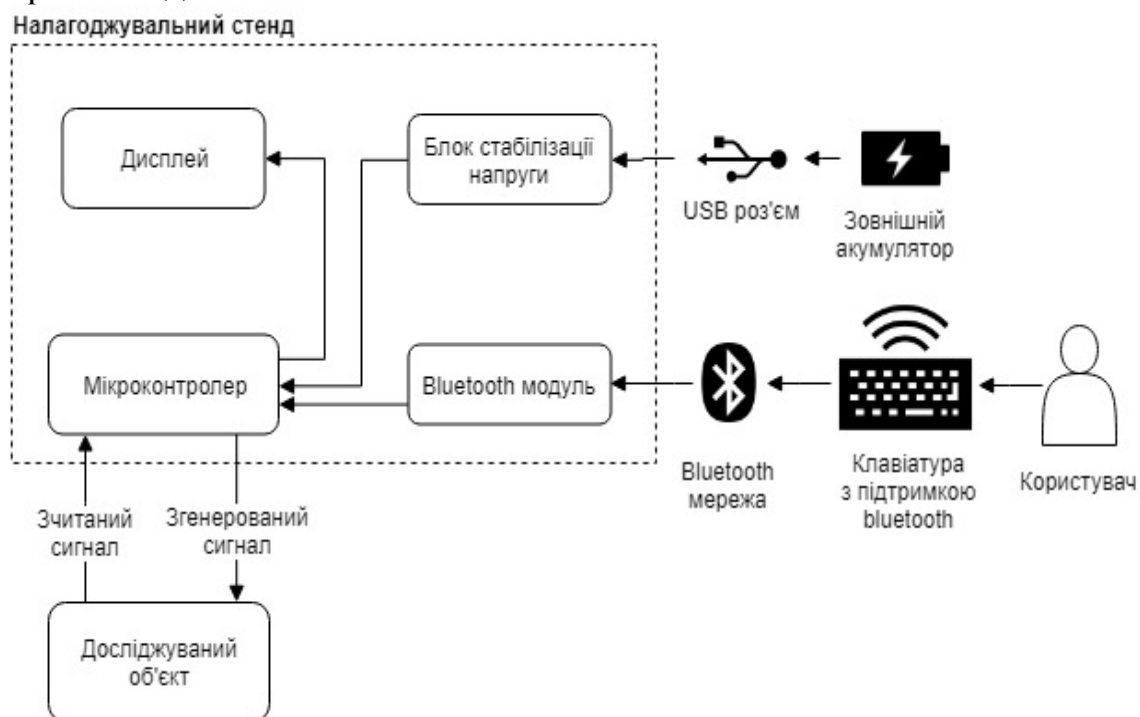 Налагоджувальний стенд
Дисплей
Блок стабілізації
напруги
USB роз'єм
Зовнішній
акумулятор
Мікроконтролер
Bluetooth модуль
Bluetooth
мережа
Клавіатура
з підтримкою
bluetooth
Користувач
Зчитаний
сигнал
Згенерований
сигнал
Досліджуваний
об'єкт